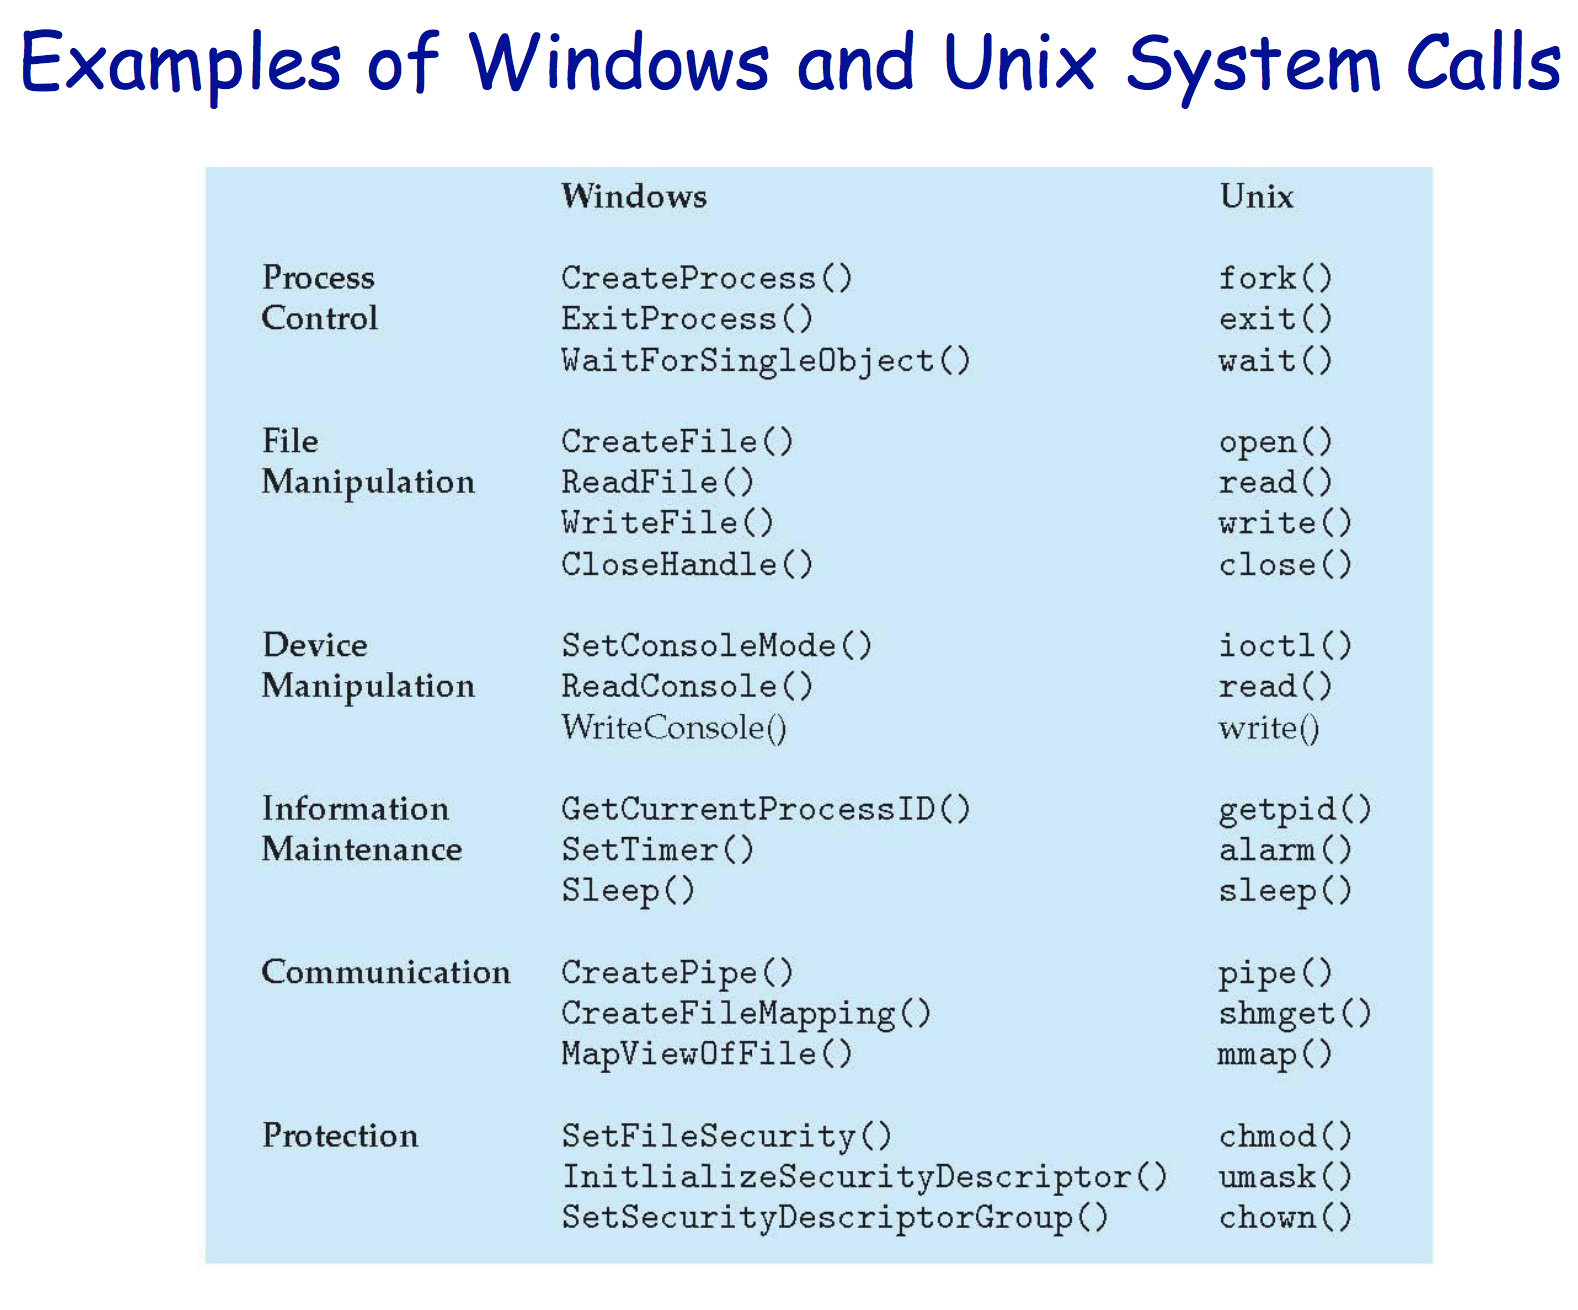 Examples of Windows and Unix System Calls
Windows Unix
Process CreateProcess() fork()
Control ExitProcess() exit()
WaitForSingleObject() wait()
File CreateFile() open()
Manipulation ReadFile() read()
WriteFile() write()
CloseHandle() close()
Device SetConsoleMode() ioctl()
Manipulation ReadConsole() read()
WriteConsole() write()
Information GetCurrentProcessID() getpid()
Maintenance SetTimer() alarm()
Sleep() sleep()
Communication CreatePipe() pipe()
CreateFileMapping() shmget()
MapViewOfFile() mmap()
Protection SetFileSecurity() chmod()
InitlializeSecurityDescriptor() umask()
SetSecurityDescriptorGroup() chown()